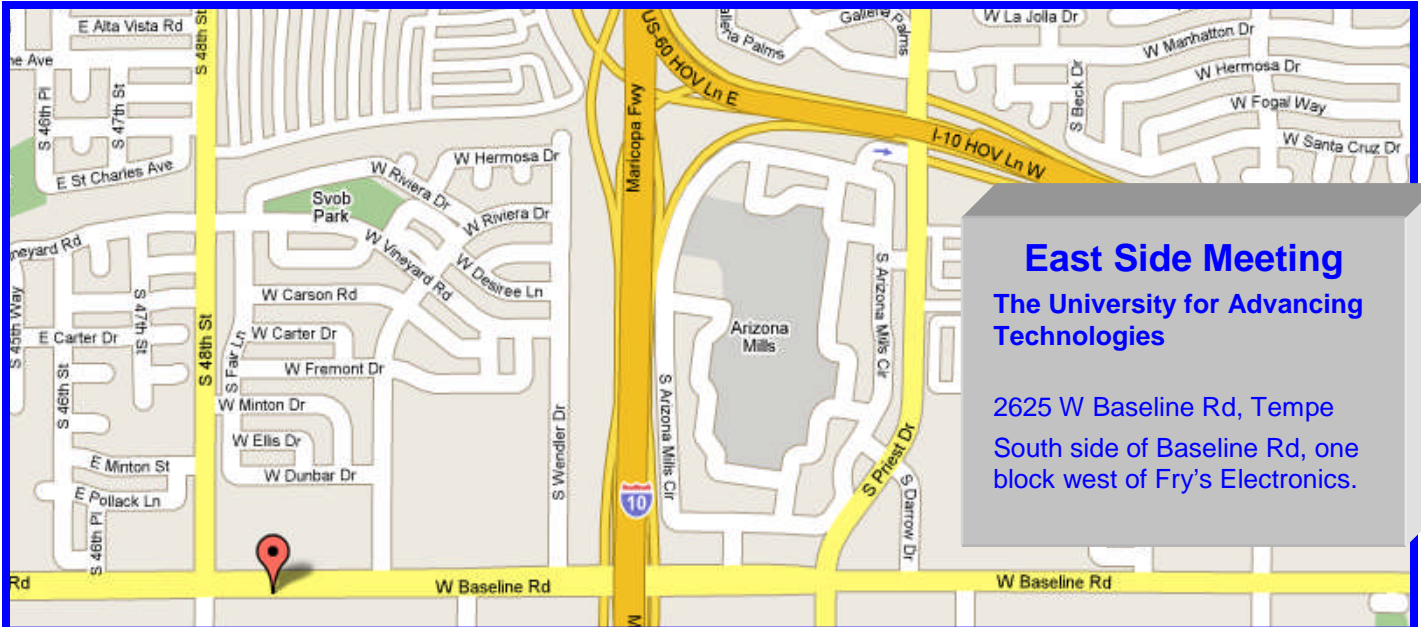 E Alta Vista Rd
S 48th St
US-60 HOV Ln E
Maricopa Fwy
Palms
Gallena Palms
W La Jolla Dr
W Manhatton Dr
W Hermosa Dr
S Beck Dr
W Fogal Way
W Santa Cruz Dr
I-10 HOV Ln W
S 46th Pl
S 47th St
E St Charles Ave
W Hermosa Dr
W Riviera Dr
Svob
Park
W Riviera Dr
W Vineyard Rd
W Desiree Ln
S 47th St
S 45th Way
W Carson Rd
E Carter Dr
S 48th St
S Fair Ln
W Carter Dr
W Fremont Dr
S 46th St
W Minton Dr
W Ellis Dr
W Dunbar Dr
E Minton St
E Pollack Ln
S 46th Pl
S Wendler Dr
S Arizona Mills Cir
Arizona
Mills
S Arizona Mills Cir
S Priest Dr
S Darrow Dr
10
Rd
W Baseline Rd
W Baseline Rd
East Side Meeting
The University for Advancing
Technologies
2625 W Baseline Rd, Tempe
South side of Baseline Rd, one
block west of Fry's Electronics.